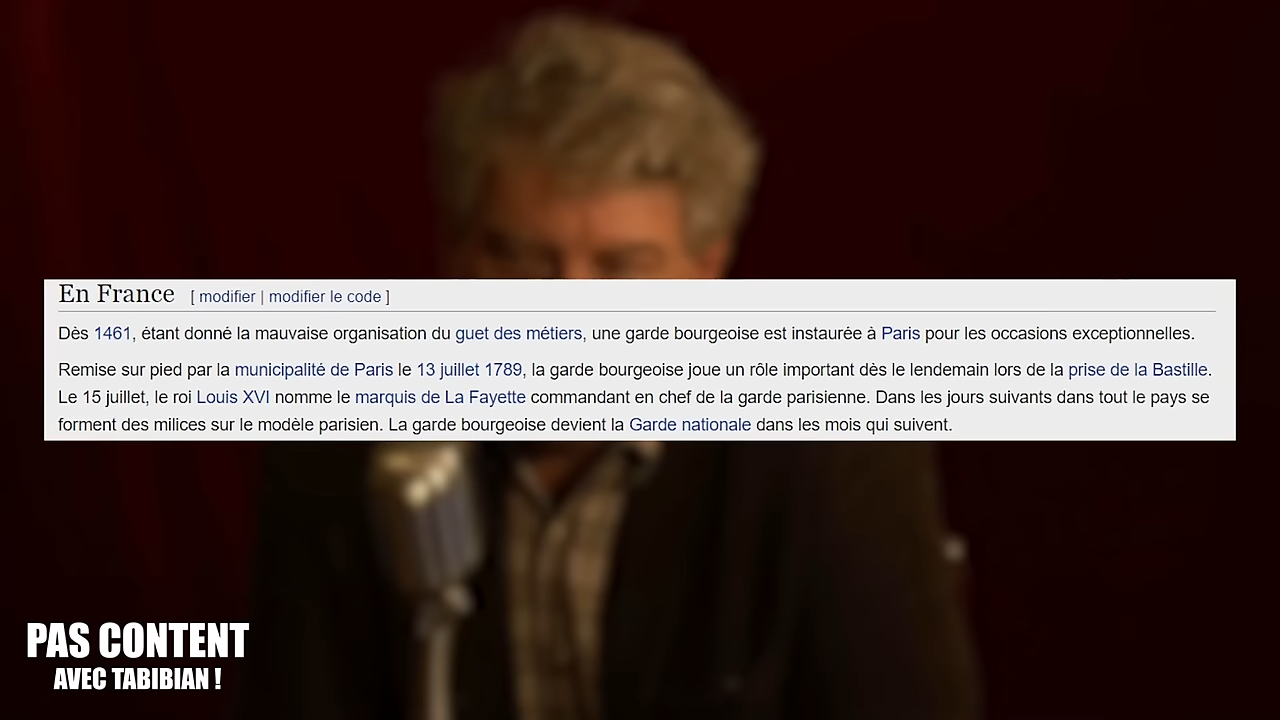 En France [ modifier | modifier le code ]
Dès 1461, étant donné la mauvaise organisation du guet des métiers, une garde bourgeoise est instaurée à Paris pour les occasions exceptionnelles.
Remise sur pied par la municipalité de Paris le 13 juillet 1789, la garde bourgeoise joue un rôle important dès le lendemain lors de la prise de la Bastille.
Le 15 juillet, le roi Louis XVI nomme le marquis de La Fayette commandant en chef de la garde parisienne. Dans les jours suivants dans tout le pays se
forment des milices sur le modèle parisien. La garde bourgeoise devient la Garde nationale dans les mois qui suivent.
PAS CONTENT
AVEC TABIBIAN !